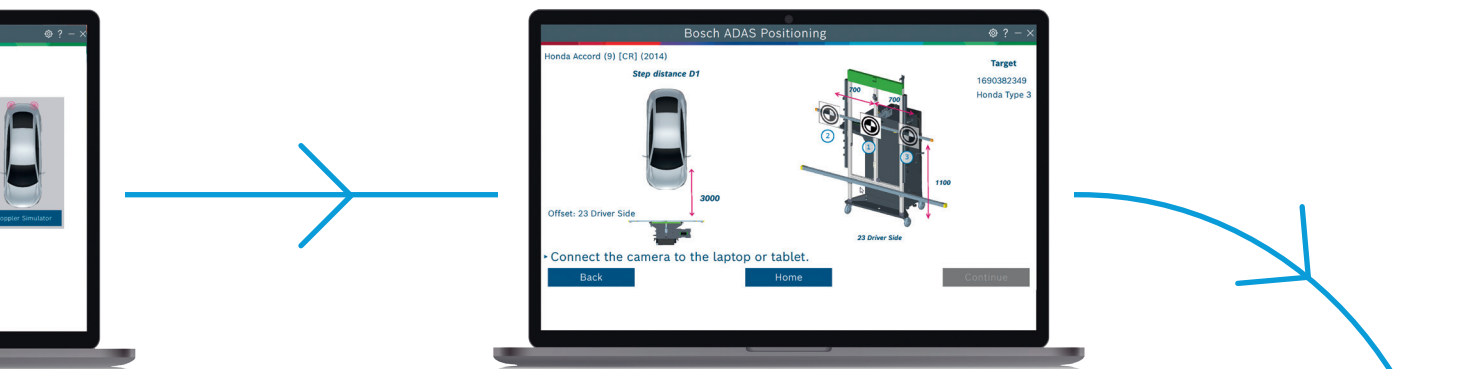 Doppler Simulator
Bosch ADAS Positioning
Honda Accord (9) [CR] (2014)
Step distance D1
3000
Offset: 23 Driver Side
700
700
2
1
3
1100
23 Driver Side
Target
1690382349
Honda Type 3
‣ Connect the camera to the laptop or tablet.
Back
Home
Continue